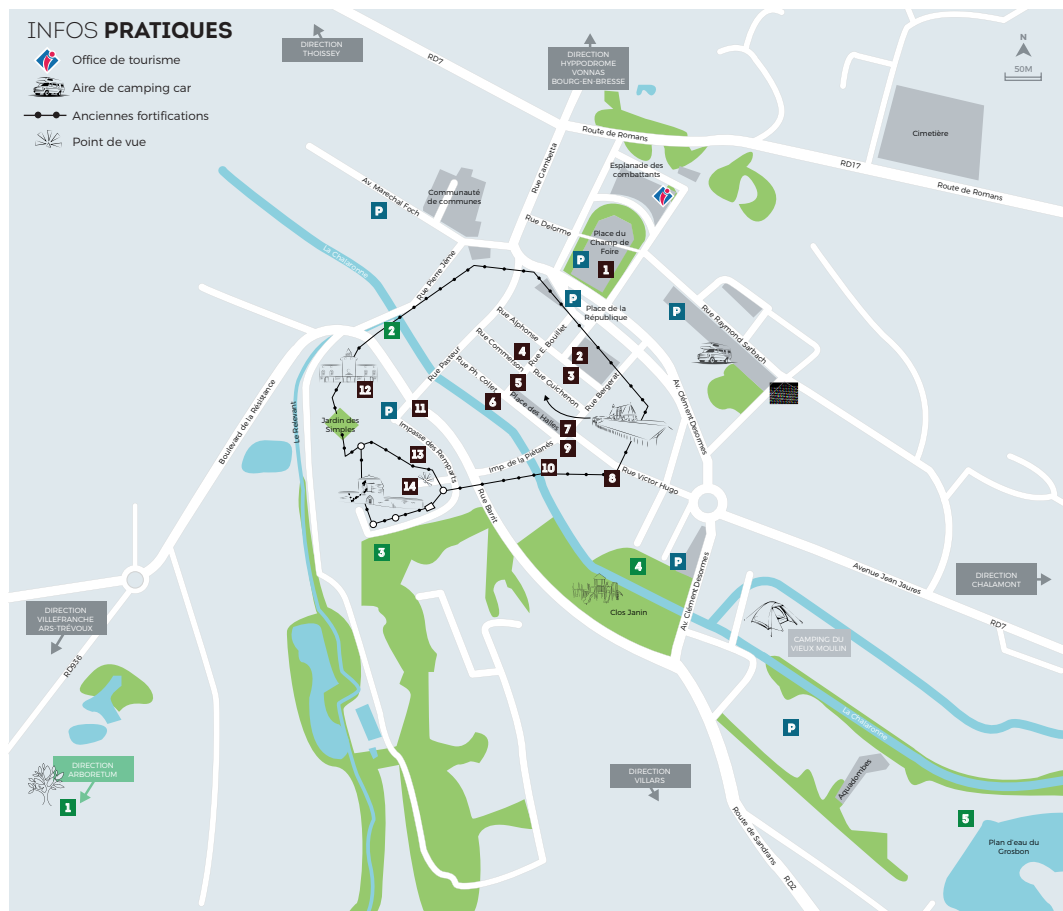 INFOS PRATIQUES
Office de tourisme
Aire de camping car
Anciennes fortifications
Point de vue
DIRECTION
THOISSEY
DIRECTION
HYPPODROME
VONNAS
BOURG-EN-BRESSE
N
50M
RD7
Route de Romans
Cimetière
RD17
Route de Romans
Esplanade des
combattants
Rue Gambetta
Av. Marechal Foch
P
Communauté
de communes
Rue Delorme
Place du
Champ de
Foire
P
1
La Chalaronne
Rue Pierre Jême
P
Place de la
République
P
Rue Raymond Sarbach
2
Rue Alphonse
Rue E. Bouillet
Rue Commerson
4
2
Rue Pasteur
Rue Ph. Collet
5
Rue Guichenon
3
Rue Bergerat
Av. Clément Desormes
12
6
Place des Halles
P
11
7
Jardin des
Simples
Impasse des Remparts
9
Boulevard de la Résistance
Le Relevant
13
Imp. de la Piétanés
10
8
Rue Victor Hugo
14
Rue Barrit
3
4
P
Av. Clément Desormes
Avenue Jean Jaures
DIRECTION
CHALAMONT
Clos Janin
RD7
DIRECTION
VILLEFRANCHE
ARS-TRÉVOUX
CAMPING DU
VIEUX MOULIN
RD936
La Chalaronne
P
DIRECTION
ARBORETUM
1
DIRECTION
VILLARS
Aquadombes
5
Plan d'eau du
Grosbon
Route de Sandrans
RD2